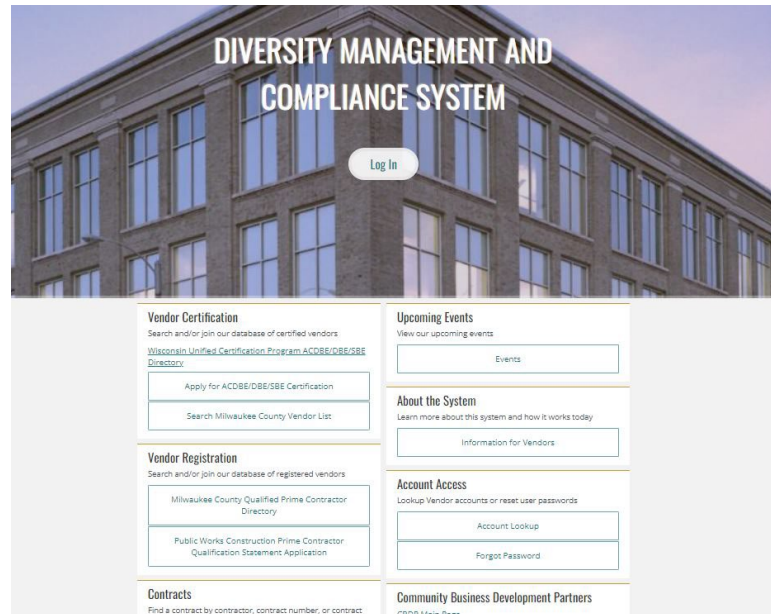 DIVERSITY MANAGEMENT AND
COMPLIANCE SYSTEM
Log In
Vendor Certification
Search and/or join our database of certified vendors
Wisconsin Unified Certification Program ACDBE/DBE/SBE
Directory
Apply for ACDBE/DBE/SBE Certification
Search Milwaukee County Vendor List
Vendor Registration
Search and/or join our database of registered vendors
Milwaukee County Qualified Prime Contractor
Directory
Public Works Construction Prime Contractor
Qualification Statement Application
Contracts
Find a contract by contractor, contract number, or contract
Upcoming Events
View our upcoming events
Events
About the System
Learn more about this system and how it works today
Information for Vendors
Account Access
Lookup Vendor accounts or reset user passwords
Account Lookup
Forgot Password
Community Business Development Partners
CBDP Main Page